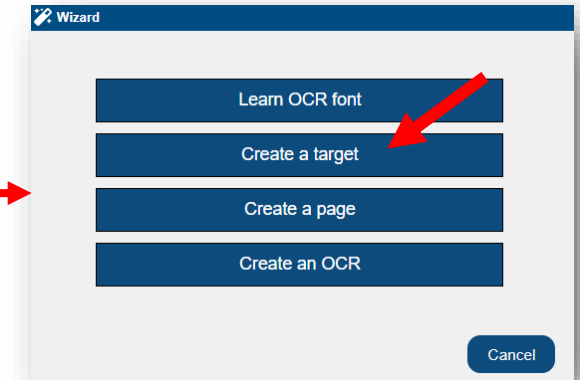 Wizard
Learn OCR font
Create a target
Create a page
Create an OCR
Cancel